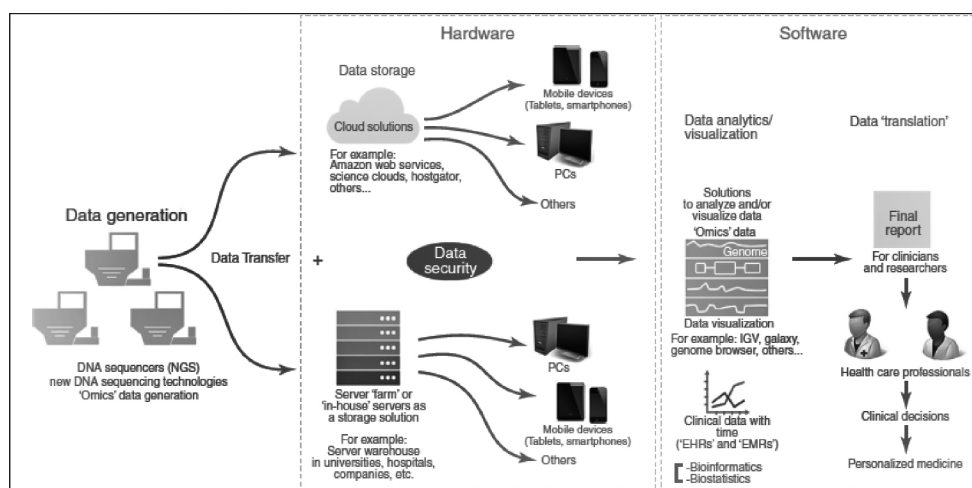 Hardware
Software
Data storage
Cloud solutions
For example:
Amazon web services,
science clouds, hostgator,
others...
Mobile devices
(Tablets, smartphones)
PCs
Others
Data generation
Data Transfer
+
Data
security
DNA sequencers (NGS)
new DNA sequencing technologies
'Omics' data generation
Server 'farm' or
'in-house' servers as
a storage solution
For example:
Server warehouse
in universities, hospitals,
companies, etc.
PCs
Mobile devices
(Tablets, smartphones)
Others
Data analytics/
visualization
Solutions
to analyze and/or
visualize data
'Omics' data
Genome
Data visualization
For example: IGV, galaxy,
genome browser, others...
Clinical data with
time
('EHRs' and 'EMRs')
-Bioinformatics
-Biostatistics
Data 'translation'
Final
report
For clinicians
and researchers
Health care professionals
Clinical decisions
Personalized medicine